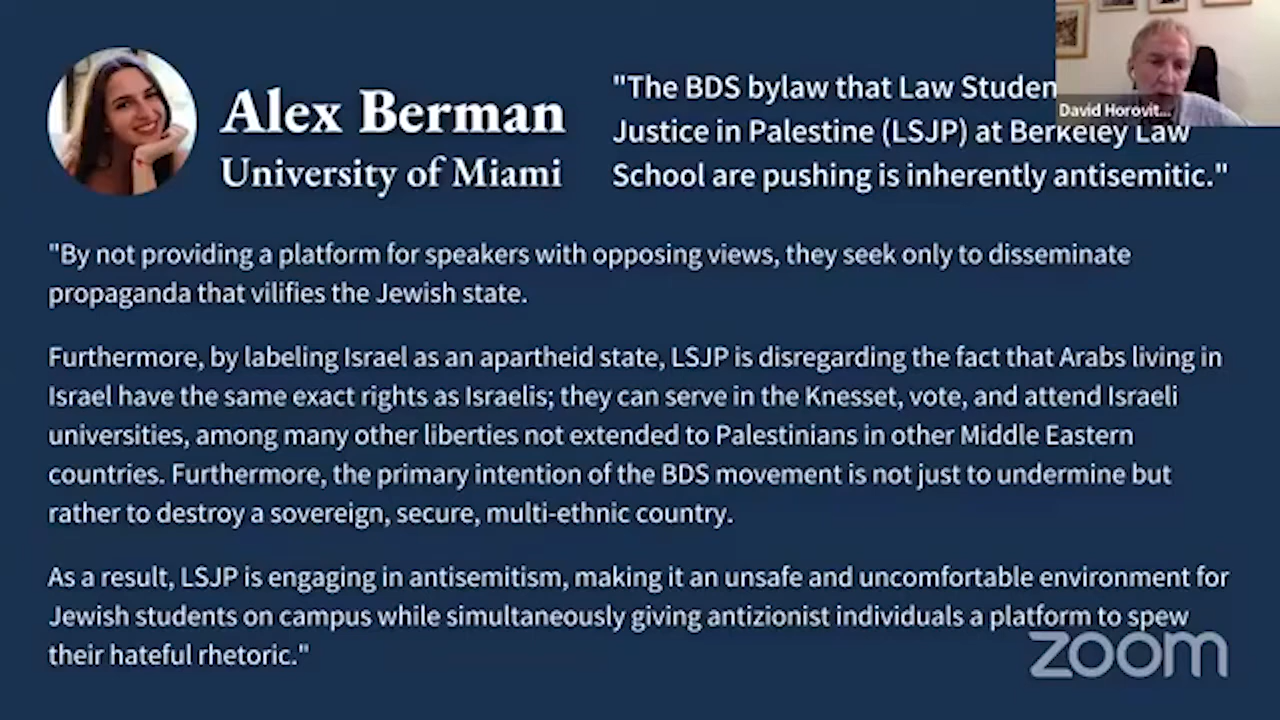 Alex Berman
University of Miami
"The BDS bylaw that Law Studen
Justice in Palestine (LSJP) at Berkeley Law
School are pushing is inherently antisemitic."
David Horovit...
"By not providing a platform for speakers with opposing views, they seek only to disseminate
propaganda that vilifies the Jewish state.
Furthermore, by labeling Israel as an apartheid state, LSJP is disregarding the fact that Arabs living in
Israel have the same exact rights as Israelis; they can serve in the Knesset, vote, and attend Israeli
universities, among many other liberties not extended to Palestinians in other Middle Eastern
countries. Furthermore, the primary intention of the BDS movement is not just to undermine but
rather to destroy a sovereign, secure, multi-ethnic country.
As a result, LSJP is engaging in antisemitism, making it an unsafe and uncomfortable environment for
Jewish students on campus while simultaneously giving antizionist individuals a platform to spew
their hateful rhetoric."
zoom